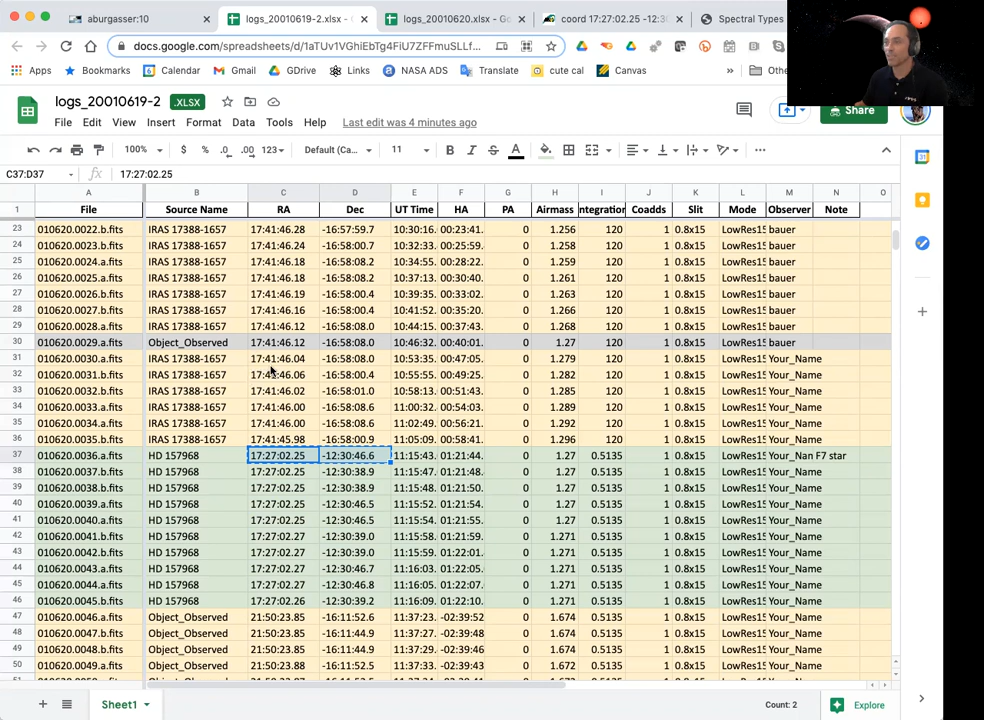 aburgasser:10 logs_20010619-2.xlsx - G logs_20010620.xlsx - Go coord 17:27:02.25 -12:30 Spectral Types
docs.google.com/spreadsheets/d/1aTUv1VGhiEbTg4FiU7ZFFmuSLLf...
Apps Bookmarks Calendar Gmail GDrive Links NASA ADS Translate cute cal Canvas » Othe
logs_20010619-2 .XLSX
File Edit View Insert Format Data Tools Help Last edit was 4 minutes ago Share
100% $ % .0 .00 123 Default (Ca... 11 B I S A
C37:D37 fx 17:27:02.25
A B C D E F G H I J K L M N O
1 File Source Name RA Dec UT Time HA PA Airmass Integration Coadds Slit Mode Observer Note
23 010620.0022.b.fits IRAS 17388-1657 17:41:46.28 -16:57:59.7 10:30:16. 00:23:41. 0 1.256 120 1 0.8x15 LowRes15 bauer
24 010620.0023.b.fits IRAS 17388-1657 17:41:46.24 -16:58:00.7 10:32:33. 00:25:59. 0 1.258 120 1 0.8x15 LowRes15 bauer
25 010620.0024.a.fits IRAS 17388-1657 17:41:46.18 -16:58:08.2 10:34:55. 00:28:22. 0 1.259 120 1 0.8x15 LowRes15 bauer
26 010620.0025.a.fits IRAS 17388-1657 17:41:46.18 -16:58:08.2 10:37:13. 00:30:40. 0 1.261 120 1 0.8x15 LowRes15 bauer
27 010620.0026.b.fits IRAS 17388-1657 17:41:46.19 -16:58:00.4 10:39:35. 00:33:02. 0 1.263 120 1 0.8x15 LowRes15 bauer
28 010620.0027.b.fits IRAS 17388-1657 17:41:46.16 -16:58:00.4 10:41:52. 00:35:20. 0 1.266 120 1 0.8x15 LowRes15 bauer
29 010620.0028.a.fits IRAS 17388-1657 17:41:46.12 -16:58:08.0 10:44:15. 00:37:43. 0 1.268 120 1 0.8x15 LowRes15 bauer
30 010620.0029.a.fits Object_Observed 17:41:46.12 -16:58:08.0 10:46:32. 00:40:01. 0 1.27 120 1 0.8x15 LowRes15 bauer
31 010620.0030.a.fits IRAS 17388-1657 17:41:46.04 -16:58:08.0 10:53:35. 00:47:05. 0 1.279 120 1 0.8x15 LowRes15 Your_Name
32 010620.0031.b.fits IRAS 17388-1657 17:41:46.06 -16:58:00.4 10:55:55. 00:49:25. 0 1.282 120 1 0.8x15 LowRes15 Your_Name
33 010620.0032.b.fits IRAS 17388-1657 17:41:46.02 -16:58:01.0 10:58:13. 00:51:43. 0 1.285 120 1 0.8x15 LowRes15 Your_Name
34 010620.0033.a.fits IRAS 17388-1657 17:41:46.00 -16:58:08.6 11:00:32. 00:54:03. 0 1.289 120 1 0.8x15 LowRes15 Your_Name
35 010620.0034.a.fits IRAS 17388-1657 17:41:46.00 -16:58:08.6 11:02:49. 00:56:21. 0 1.292 120 1 0.8x15 LowRes15 Your_Name
36 010620.0035.b.fits IRAS 17388-1657 17:41:45.98 -16:58:00.9 11:05:09. 00:58:41. 0 1.296 120 1 0.8x15 LowRes15 Your_Name
37 010620.0036.a.fits HD 157968 17:27:02.25 -12:30:46.6 11:15:43. 01:21:44. 0 1.27 0.5135 1 0.8x15 LowRes15 Your_Nan F7 star
38 010620.0037.b.fits HD 157968 17:27:02.25 -12:30:38.9 11:15:47. 01:21:48. 0 1.27 0.5135 1 0.8x15 LowRes15 Your_Name
39 010620.0038.b.fits HD 157968 17:27:02.25 -12:30:38.9 11:15:48. 01:21:50. 0 1.27 0.5135 1 0.8x15 LowRes15 Your_Name
40 010620.0039.a.fits HD 157968 17:27:02.25 -12:30:46.5 11:15:52. 01:21:54. 0 1.27 0.5135 1 0.8x15 LowRes15 Your_Name
41 010620.0040.a.fits HD 157968 17:27:02.25 -12:30:46.5 11:15:54. 01:21:55. 0 1.27 0.5135 1 0.8x15 LowRes15 Your_Name
42 010620.0041.b.fits HD 157968 17:27:02.27 -12:30:39.0 11:15:58. 01:21:59. 0 1.271 0.5135 1 0.8x15 LowRes15 Your_Name
43 010620.0042.b.fits HD 157968 17:27:02.27 -12:30:39.0 11:15:59. 01:22:01. 0 1.271 0.5135 1 0.8x15 LowRes15 Your_Name
44 010620.0043.a.fits HD 157968 17:27:02.27 -12:30:46.7 11:16:03. 01:22:05. 0 1.271 0.5135 1 0.8x15 LowRes15 Your_Name
45 010620.0044.a.fits HD 157968 17:27:02.27 -12:30:46.8 11:16:05. 01:22:07. 0 1.271 0.5135 1 0.8x15 LowRes15 Your_Name
46 010620.0045.b.fits HD 157968 17:27:02.26 -12:30:39.2 11:16:09. 01:22:10. 0 1.271 0.5135 1 0.8x15 LowRes15 Your_Name
47 010620.0046.a.fits Object_Observed 21:50:23.85 -16:11:52.6 11:37:23. -02:39:52 0 1.674 120 1 0.8x15 LowRes15 Your_Name
48 010620.0047.b.fits Object_Observed 21:50:23.85 -16:11:44.9 11:37:27. -02:39:48 0 1.674 120 1 0.8x15 LowRes15 Your_Name
49 010620.0048.b.fits Object_Observed 21:50:23.85 -16:11:44.9 11:37:29. -02:39:46 0 1.674 120 1 0.8x15 LowRes15 Your_Name
50 010620.0049.a.fits Object_Observed 21:50:23.88 -16:11:52.5 11:37:33. -02:39:43 0 1.672 120 1 0.8x15 LowRes15 Your_Name
Sheet1 Count: 2 Explore